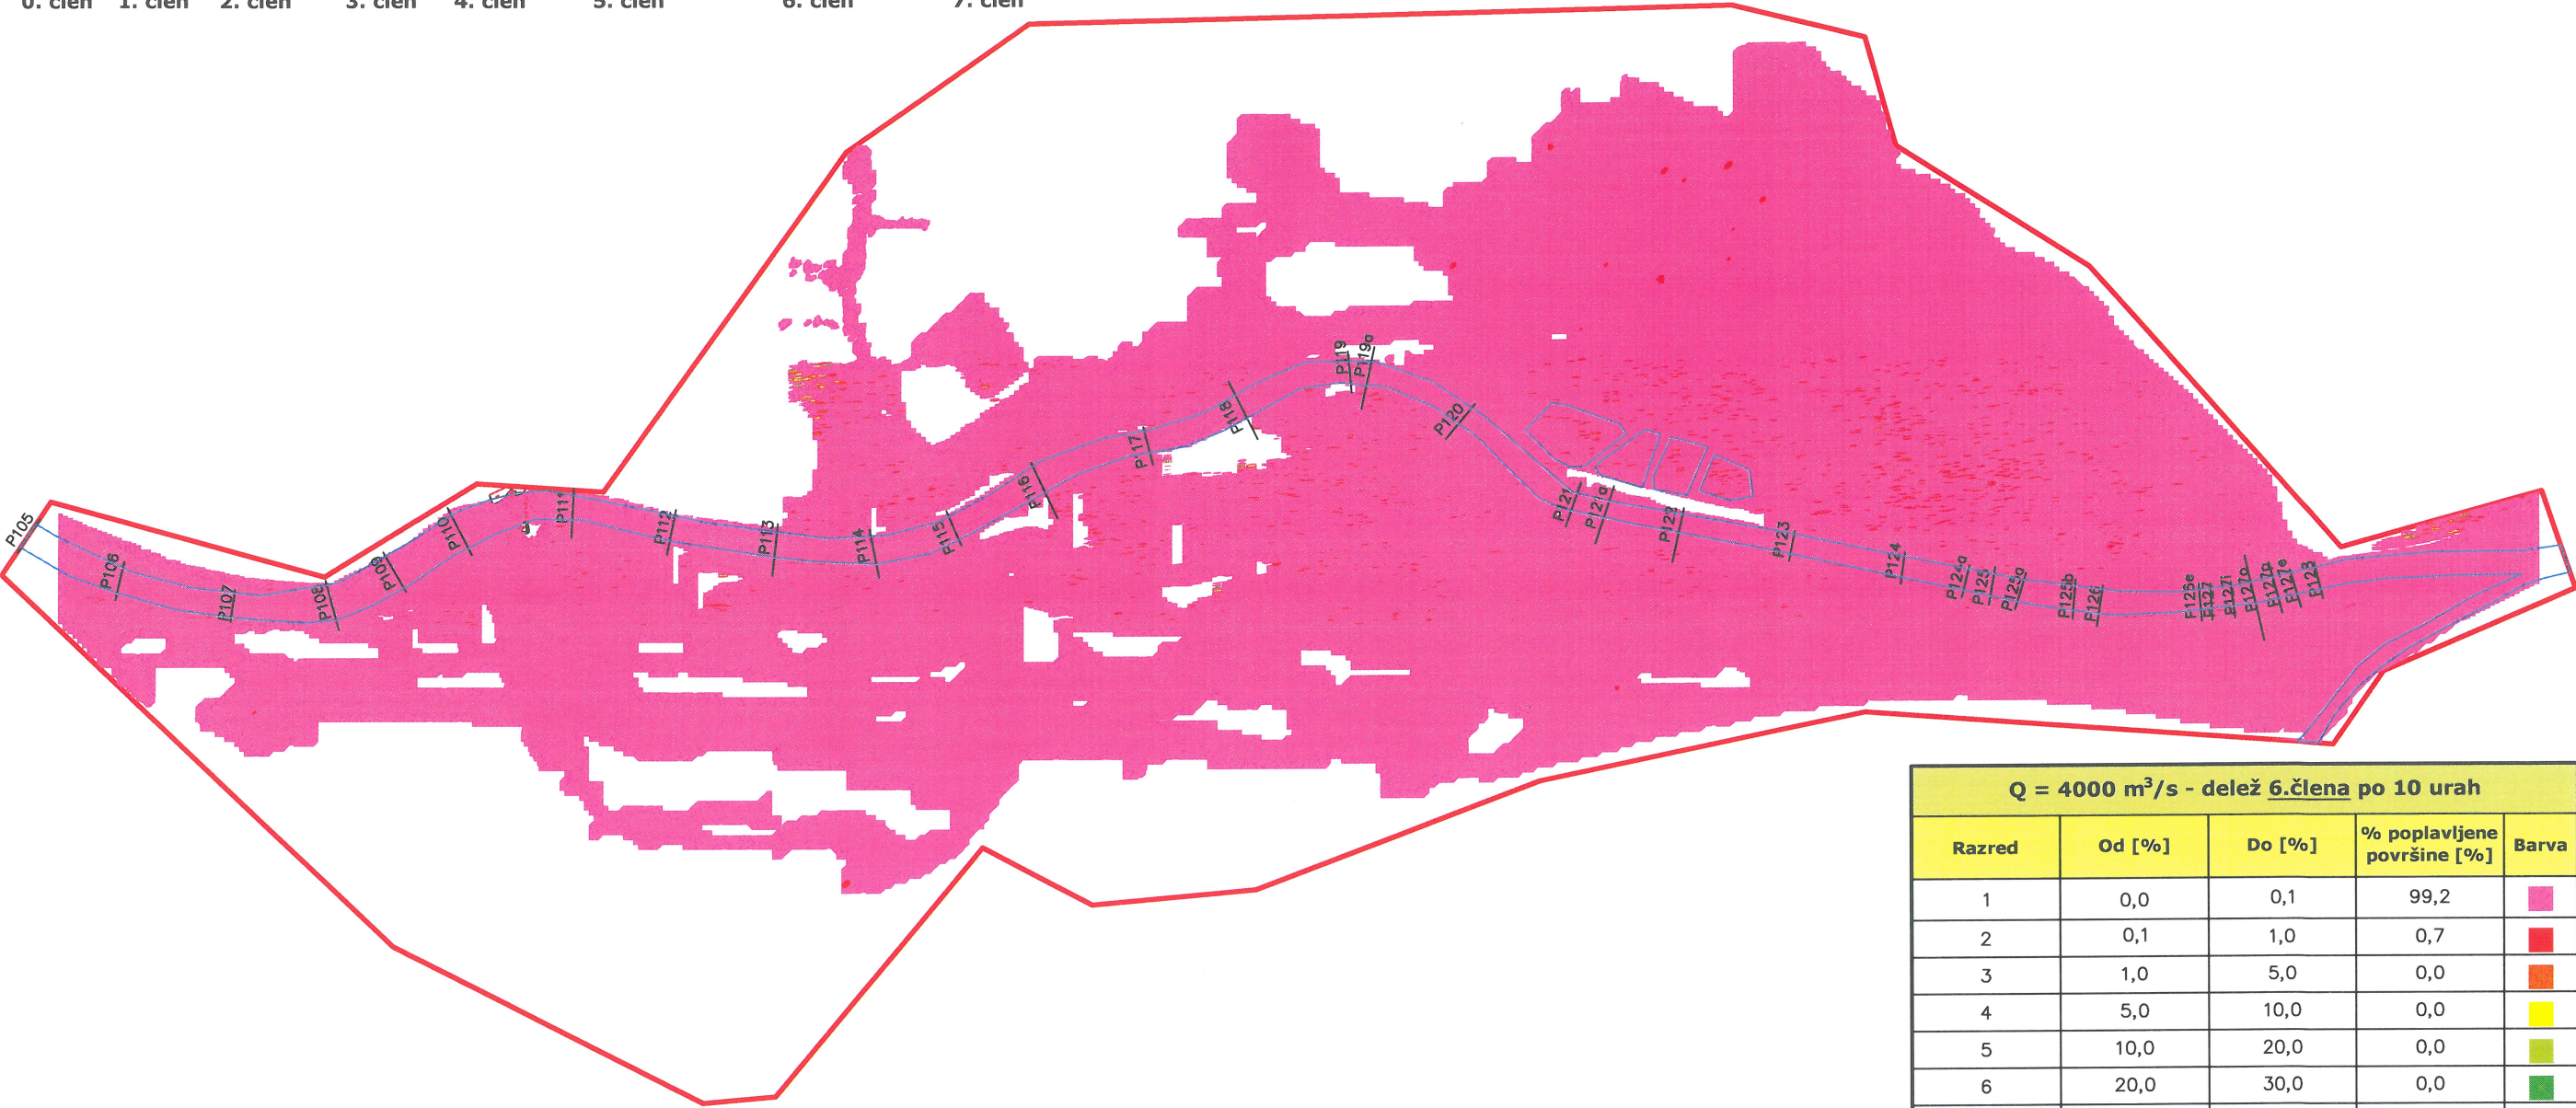 0. člen 1. člen 2. člen 3. člen 4. člen 5. člen 6. člen 7. člen
P105
P106
P107
P108
P109
P110
P111
P112
P113
P114
P115
P116
P117
P118
P119
P119a
P120
P121
P121a
P122
P123
P124
P124a
P125
P125a
P125b
P126
P125e
P127
P127i
P127e
P123
Q = 4000 m³/s - delež 6.člena po 10 urah
Razred Od [%] Do [%] % poplavljene površine [%] Barva
1 0,0 0,1 99,2
2 0,1 1,0 0,7
3 1,0 5,0 0,0
4 5,0 10,0 0,0
5 10,0 20,0 0,0
6 20,0 30,0 0,0